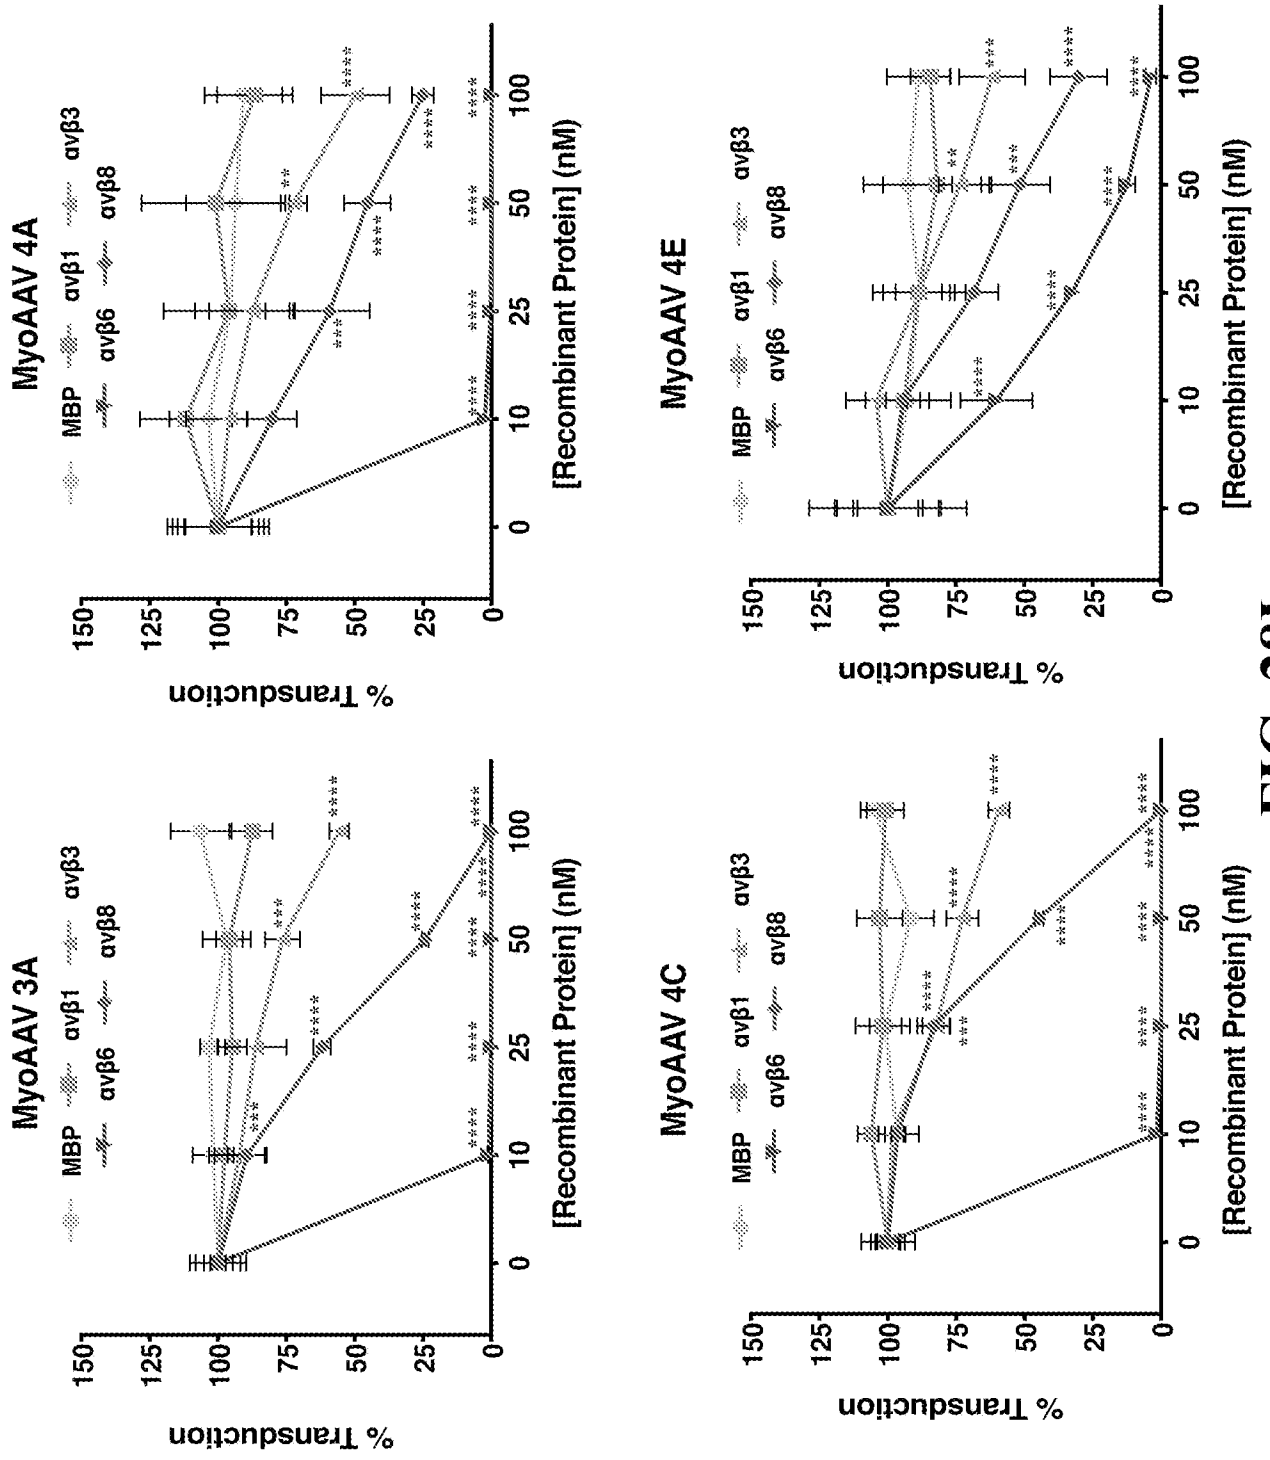 MyoAAV 3A
MBP αvβ1 αvβ3
αvβ6 αvβ8
% Transduction
150
125
100
75
50
25
0
***
****
***
****
****
**** **** **** **** ****
0 10 25 50 100
[Recombinant Protein] (nM)
MyoAAV 4A
MBP αvβ1 αvβ3
αvβ6 αvβ8
% Transduction
150
125
100
75
50
25
0
**
****
***
****
****
**** **** **** ****
0 10 25 50 100
[Recombinant Protein] (nM)
MyoAAV 4C
MBP αvβ1 αvβ3
αvβ6 αvβ8
% Transduction
150
125
100
75
50
25
0
****
****
****
***
****
**** **** **** **** ****
0 10 25 50 100
[Recombinant Protein] (nM)
MyoAAV 4E
MBP αvβ1 αvβ3
αvβ6 αvβ8
% Transduction
150
125
100
75
50
25
0
**
***
***
****
****
****
****
****
0 10 25 50 100
[Recombinant Protein] (nM)